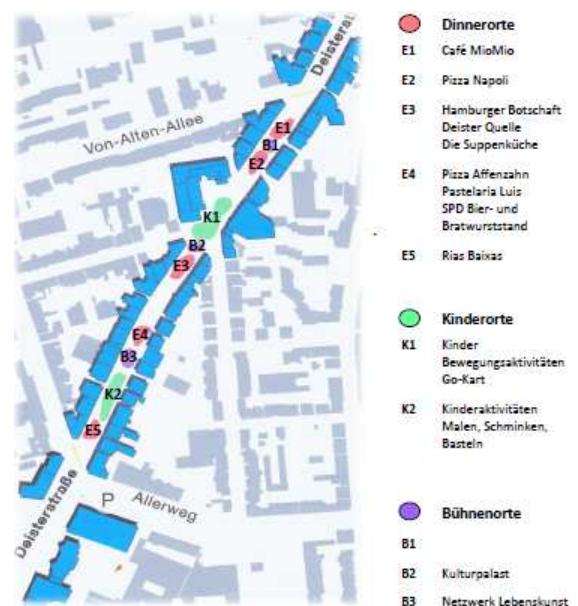 Deisterstraße
Von-Alten-Allee
E1
B1
E2
K1
B2
E3
E4
B3
K2
E5
Deisterstraße
P
Allerweg
Dinnerorte
E1 Café MioMio
E2 Pizza Napoli
E3 Hamburger Botschaft
Deister Quelle
Die Suppenküche
E4 Pizza Affenzahn
Pastelaria Luis
SPD Bier- und
Bratwurststand
E5 Rias Baixas
Kinderorte
K1 Kinder
Bewegungsaktivitäten
Go-Kart
K2 Kinderaktivitäten
Malen, Schminken,
Basteln
Bühnenorte
B1
B2 Kulturpalast
B3 Netzwerk Lebenskunst